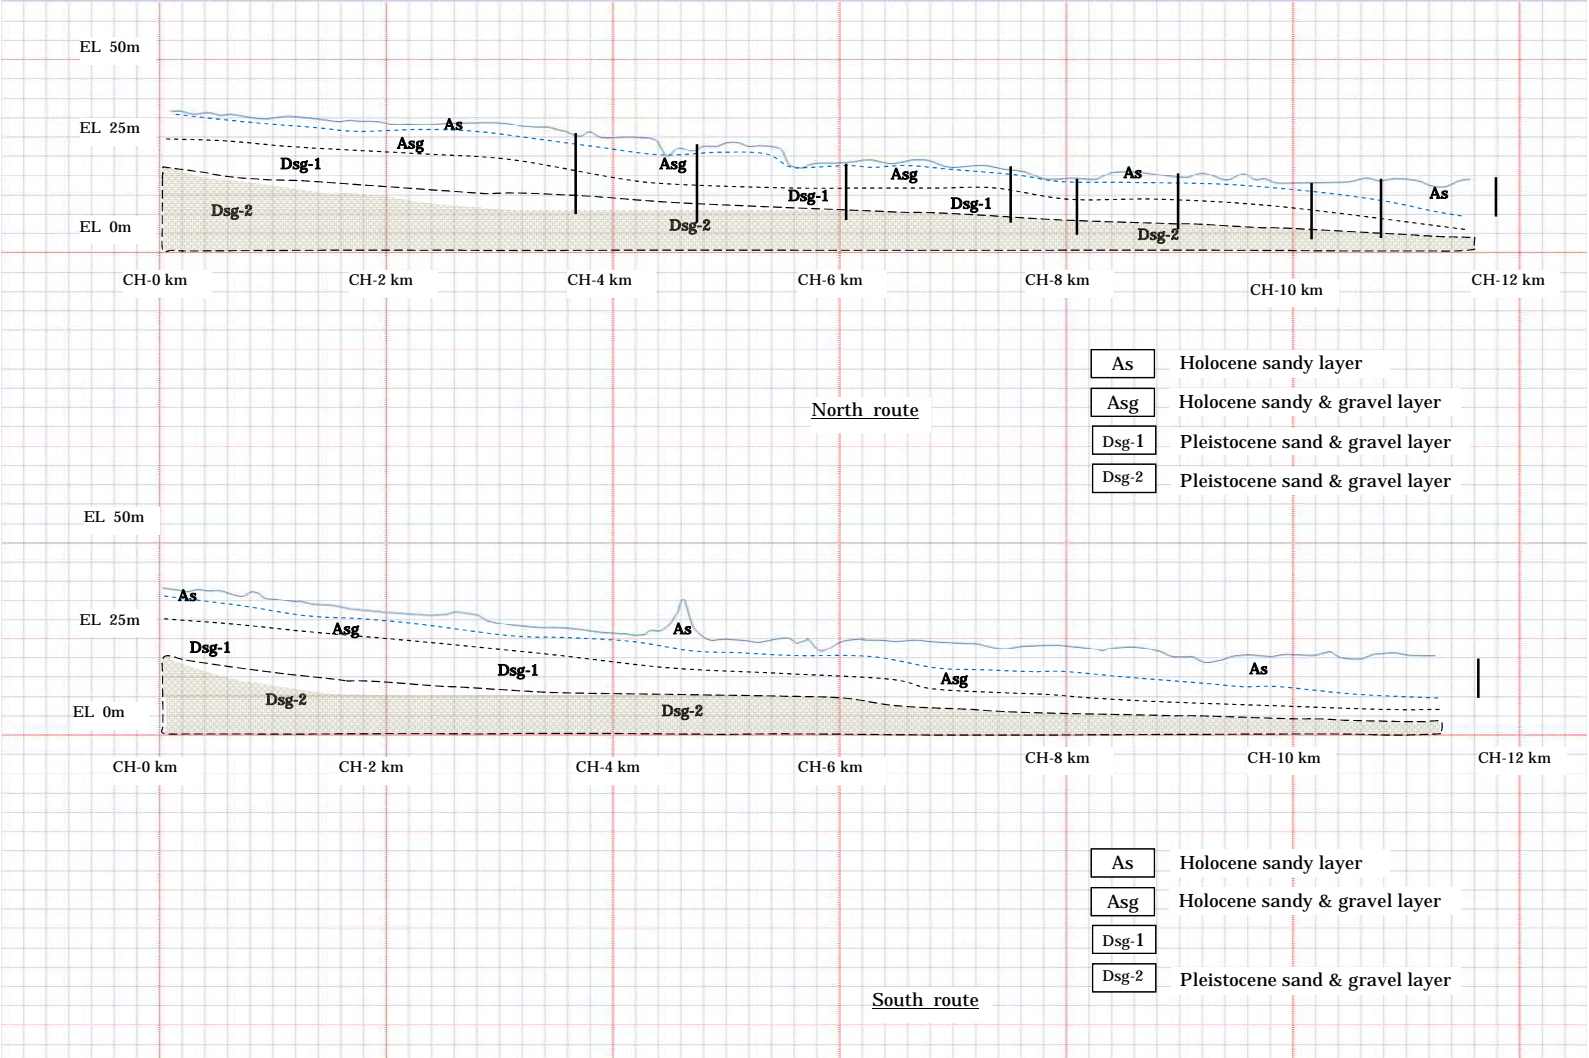 EL 50m
EL 25m
As
Asg
Dsg-1
Asg
Asg
As
Dsg-2
Dsg-1
Dsg-1
As
EL 0m
Dsg-2
Dsg-2
CH-0 km CH-2 km CH-4 km CH-6 km CH-8 km CH-10 km CH-12 km
As Holocene sandy layer
North route
Asg Holocene sandy & gravel layer
Dsg-1 Pleistocene sand & gravel layer
Dsg-2 Pleistocene sand & gravel layer
EL 50m
As
EL 25m
Asg
As
Dsg-1
Dsg-1
As
Asg
Dsg-2
Dsg-2
EL 0m
CH-0 km CH-2 km CH-4 km CH-6 km CH-8 km CH-10 km CH-12 km
As Holocene sandy layer
Asg Holocene sandy & gravel layer
Dsg-1
Dsg-2 Pleistocene sand & gravel layer
South route